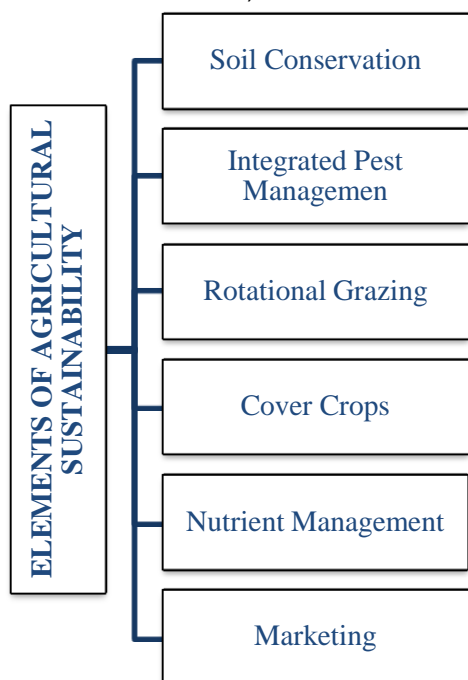 ELEMENTS OF AGRICULTURAL
SUSTAINABILITY
Soil Conservation
Integrated Pest
Managemen
Rotational Grazing
Cover Crops
Nutrient Management
Marketing